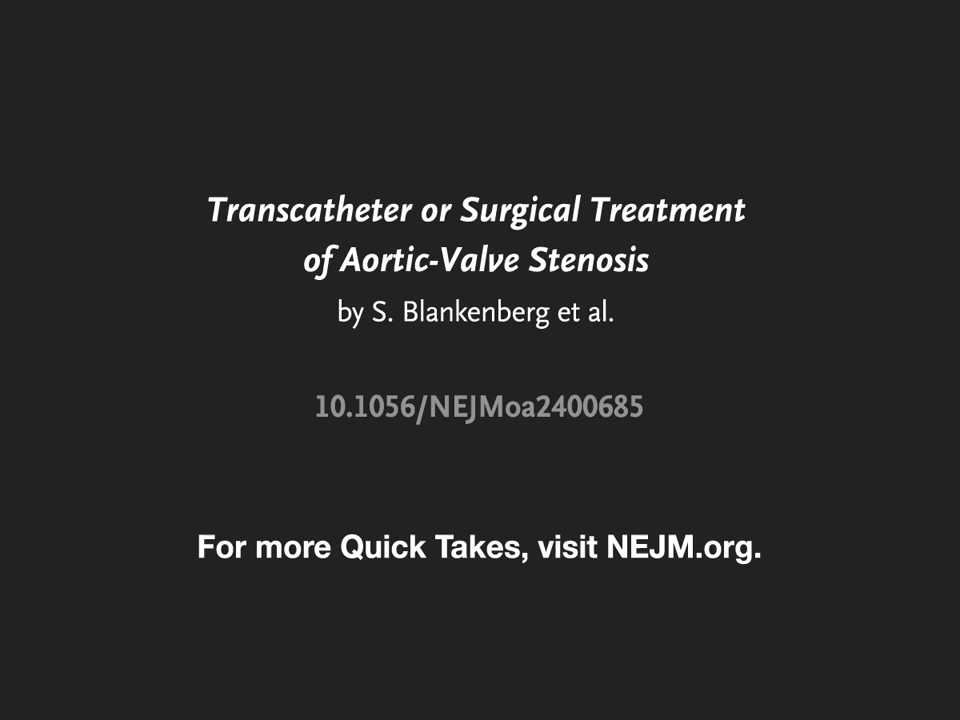 Transcatheter or Surgical Treatment
of Aortic-Valve Stenosis
by S. Blankenberg et al.
10.1056/NEJMoa2400685
For more Quick Takes, visit NEJM.org.